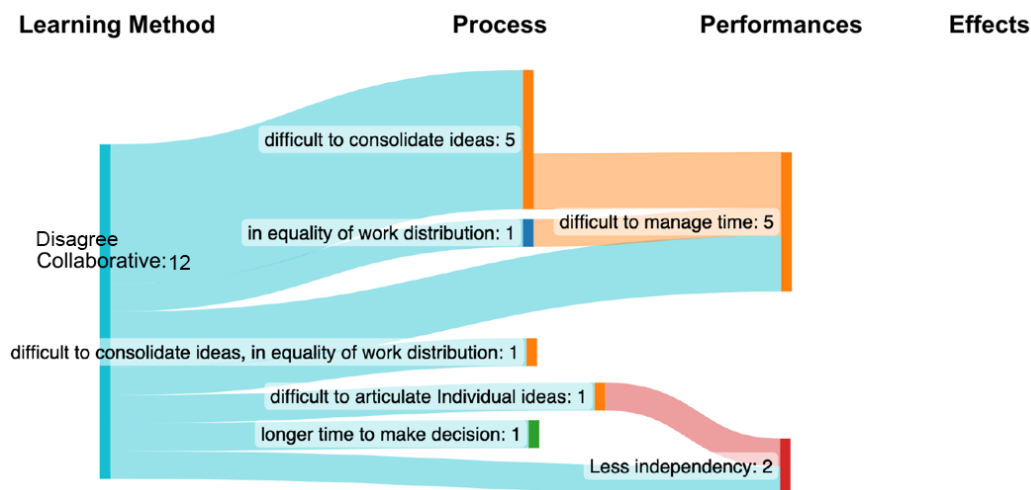 Learning Method Process Performances Effects
difficult to consolidate ideas: 5
in equality of work distribution: 1
difficult to manage time: 5
Disagree
Collaborative: 12
difficult to consolidate ideas, in equality of work distribution: 1
difficult to articulate Individual ideas: 1
longer time to make decision: 1
Less independency: 2